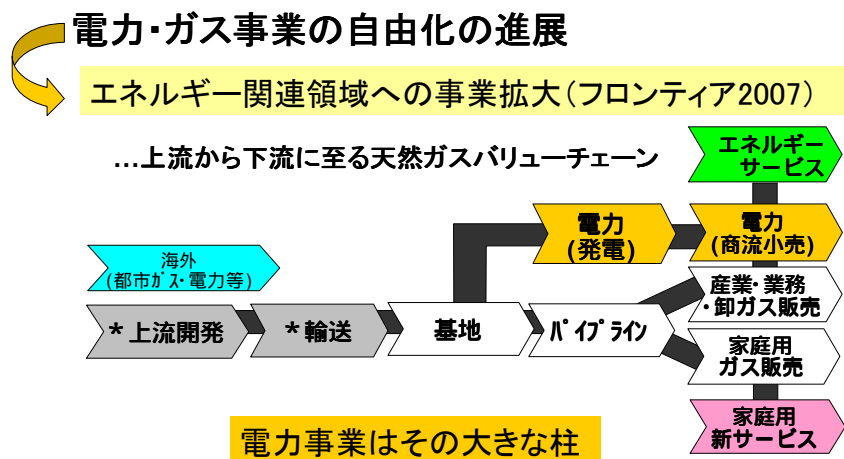 電力・ガス事業の自由化の進展
エネルギー関連領域への事業拡大(フロンティア2007)
…上流から下流に至る天然ガスバリューチェーン
エネルギー
サービス
電力
(発電)
電力
(商流小売)
海外
(都市ｶﾞｽ・電力等)
産業・業務
・卸ガス販売
*上流開発
*輸送
基地
ﾊﾟｲﾌﾟﾗｲﾝ
家庭用
ガス販売
家庭用
新サービス
電力事業はその大きな柱